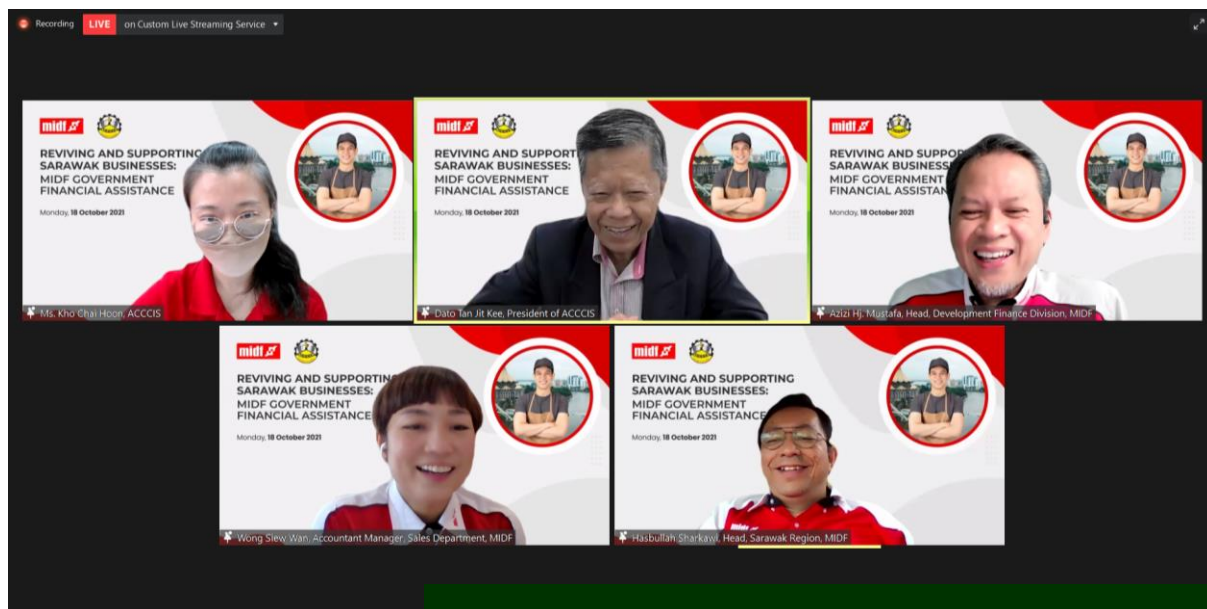 Recording LIVE on Custom Live Streaming Service
midf
REVIVING AND SUPPORTING
SARAWAK BUSINESSES:
MIDF GOVERNMENT
FINANCIAL ASSISTANCE
Monday, 18 October 2021
Ms. Kho Chai Hoon, ACCCIS
midf
REVIVING AND SUPPORT
SARAWAK BUSINESSES:
MIDF GOVERNMENT
FINANCIAL ASSISTANCE
Monday, 18 October 2021
Dato Tan Jit Kee, President of ACCCIS
midf
REVIVING AND SUPPOR
SARAWAK BUSINESS
MIDF GOVERNMENT
FINANCIAL ASSISTAN
Monday, 18 October 2021
Azizi Hj. Mustafa, Head, Development Finance Division, MIDF
midf
REVIVING AND SUPPORTING
SARAWAK BUSINESSES:
MIDF GOVERNMENT
FINANCIAL ASSISTANCE
Monday, 18 October 2021
Wong Siew Wan, Accountant Manager, Sales Department, MIDF
midf
REVIVING AND SUPPORTING
SARAWAK BUSINESSES:
MIDF GOVERNMENT
FINANCIAL ASSISTANCE
Monday, 18 October 2021
Hasbullah Sharkawi, Head, Sarawak Region, MIDF